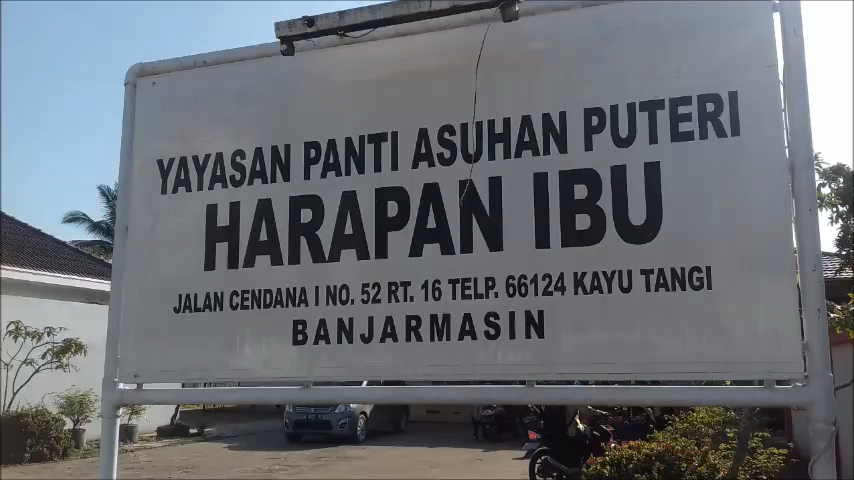 YAYASAN PANTI ASUHAN PUTERI
HARAPAN IBU
JALAN CENDANA I NO. 52 RT. 16 TELP. 66124 KAYU TANGI
BANJARMASIN